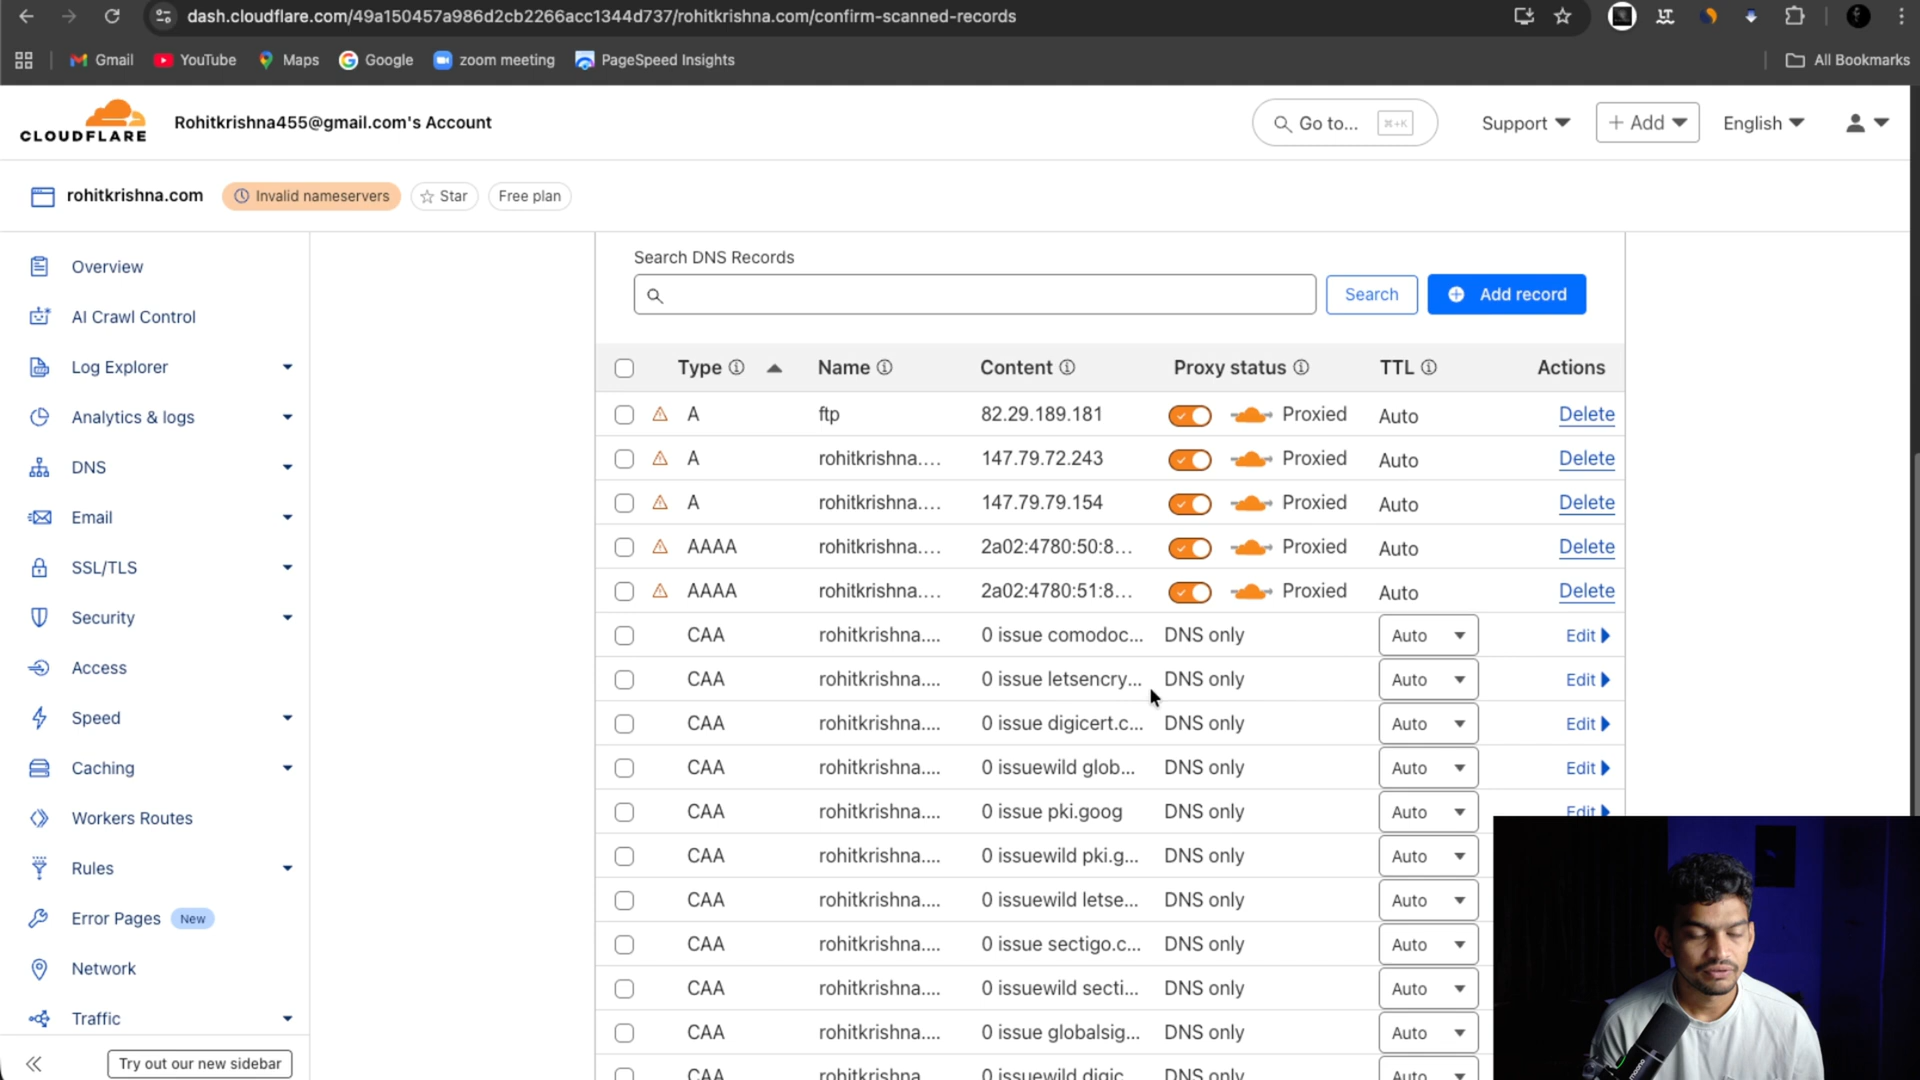 dash.cloudflare.com/49a150457a986d2cb2266acc1344d737/rohitkrishna.com/confirm-scanned-records
Gmail YouTube Maps Google zoom meeting PageSpeed Insights All Bookmarks
CLOUDFLARE Rohitkrishna455@gmail.com's Account Go to... ⌘+K Support + Add English
rohitkrishna.com Invalid nameservers Star Free plan
Overview
AI Crawl Control
Log Explorer
Analytics & logs
DNS
Email
SSL/TLS
Security
Access
Speed
Caching
Workers Routes
Rules
Error Pages New
Network
Traffic
Try out our new sidebar
Search DNS Records
Search Add record
Type Name Content Proxy status TTL Actions
A ftp 82.29.189.181 Proxied Auto Delete
A rohitkrishna.... 147.79.72.243 Proxied Auto Delete
A rohitkrishna.... 147.79.79.154 Proxied Auto Delete
AAAA rohitkrishna.... 2a02:4780:50:8... Proxied Auto Delete
AAAA rohitkrishna.... 2a02:4780:51:8... Proxied Auto Delete
CAA rohitkrishna.... 0 issue comodoc... DNS only Auto Edit
CAA rohitkrishna.... 0 issue letsencry... DNS only Auto Edit
CAA rohitkrishna.... 0 issue digicert.c... DNS only Auto Edit
CAA rohitkrishna.... 0 issuewild glob... DNS only Auto Edit
CAA rohitkrishna.... 0 issue pki.goog DNS only Auto Edit
CAA rohitkrishna.... 0 issuewild pki.g... DNS only Auto
CAA rohitkrishna.... 0 issuewild letse... DNS only Auto
CAA rohitkrishna.... 0 issue sectigo.c... DNS only Auto
CAA rohitkrishna.... 0 issuewild secti... DNS only Auto
CAA rohitkrishna.... 0 issue globalsig... DNS only Auto
CAA rohitkrishna.... 0 issuewild digic... DNS only Auto